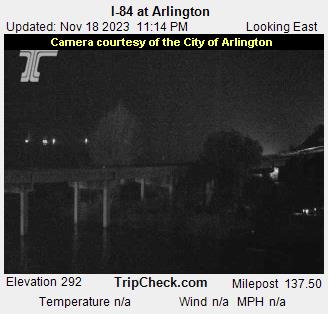 I-84 at Arlington
Updated: Nov 18 2023 11:14 PM Looking East
Camera courtesy of the City of Arlington
Elevation 292 TripCheck.com Milepost 137.50
Temperature n/a Wind n/a MPH n/a